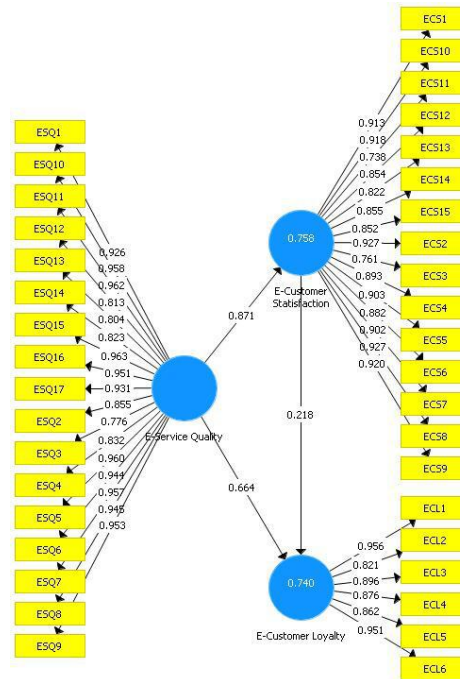 ECS1
ECS10
ECS11
ECS12
ECS13
ECS14
ECS15
ECS2
ECS3
ECS4
ECS5
ECS6
ECS7
ECS8
ECS9
0.913
0.918
0.738
0.854
0.822
0.855
0.852
0.927
0.761
0.893
0.903
0.882
0.902
0.927
0.920
0.758
E-Customer
Statisfaction
ESQ1
ESQ10
ESQ11
ESQ12
ESQ13
ESQ14
ESQ15
ESQ16
ESQ17
ESQ2
ESQ3
ESQ4
ESQ5
ESQ6
ESQ7
ESQ8
ESQ9
0.926
0.958
0.962
0.813
0.804
0.823
0.963
0.951
0.931
0.855
0.776
0.832
0.960
0.944
0.957
0.945
0.953
E-Service Quality
0.871
0.218
0.664
0.740
E-Customer Loyalty
0.956
0.821
0.896
0.876
0.862
0.951
ECL1
ECL2
ECL3
ECL4
ECL5
ECL6